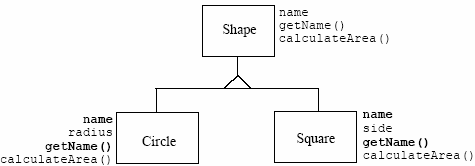 Shape
name
getName()
calculateArea()
name
radius
getName()
calculateArea()
Circle
Square
name
side
getName()
calculateArea()